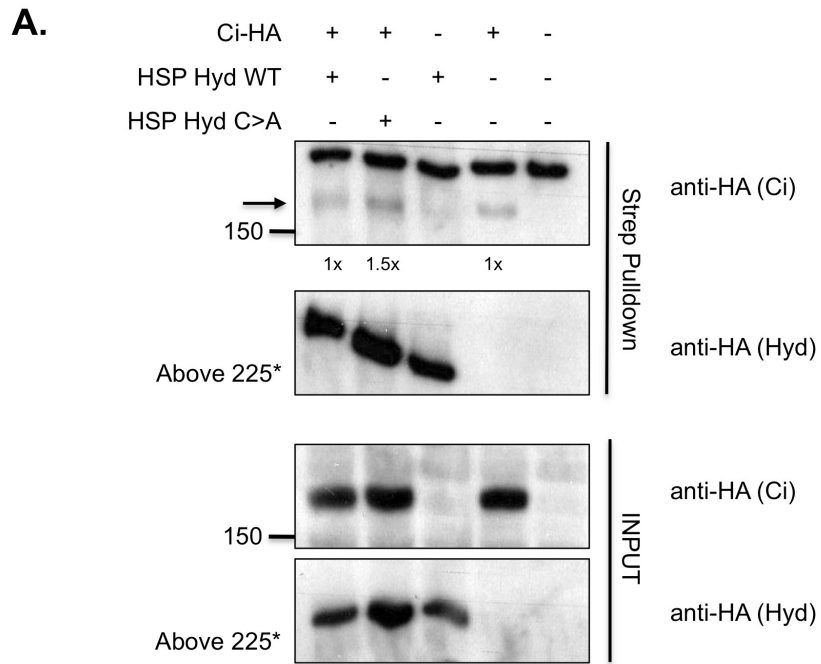 A.
Ci-HA + + - + -
HSP Hyd WT + - + - -
HSP Hyd C>A - + - - -
anti-HA (Ci)
150
1x 1.5x 1x
Strep Pulldown
anti-HA (Hyd)
Above 225*
anti-HA (Ci)
150
INPUT
anti-HA (Hyd)
Above 225*